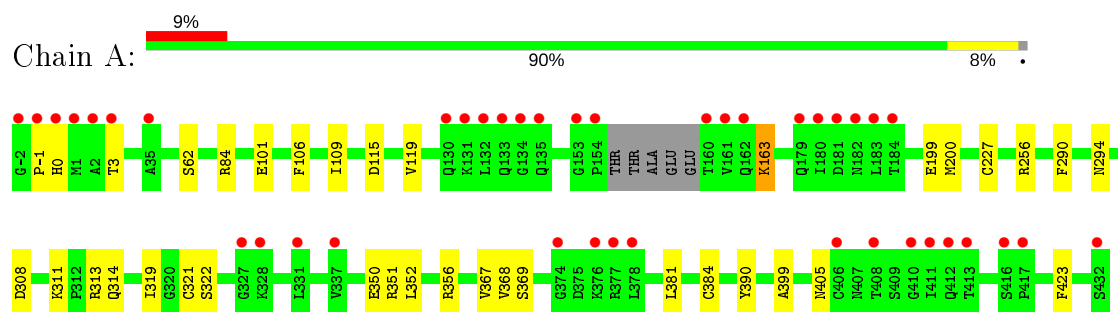 9%
Chain A:
90% 8% •
G-2 P-1 H0 M1 A2 T3 A35 S62 R84 E101 F106 I109 D115 V119 Q130 K131 L132 Q133 G134 Q135 G153 P154 THR THR ALA GLU GLU T160 V161 Q162 K163 Q179 I180 D181 N182 L183 T184 E199 M200 C227 R256 F290 N294
D308 K311 P312 R313 Q314 I319 G320 C321 S322 G327 K328 L331 V337 E350 R351 L352 R356 V367 V368 S369 G374 D375 K376 R377 L378 L381 C384 Y390 A399 N405 C406 N407 T408 S409 G410 I411 Q412 T413 S416 P417 F423 S432